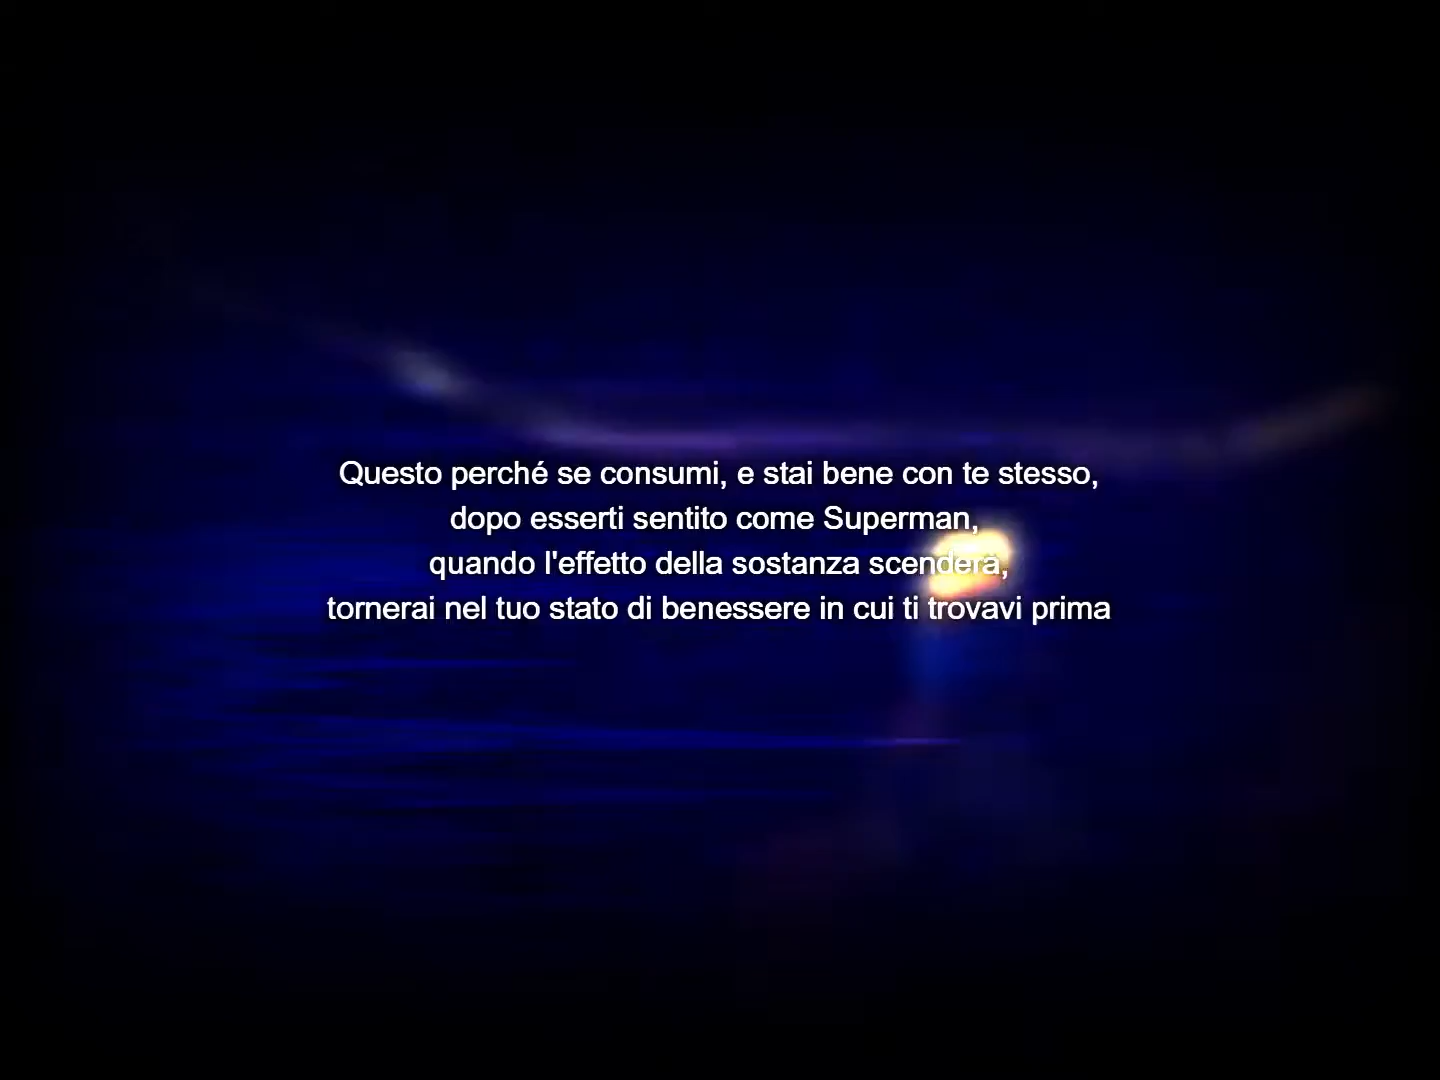 Questo perché se consumi, e stai bene con te stesso,
dopo esserti sentito come Superman,
quando l'effetto della sostanza scenderà,
tornerai nel tuo stato di benessere in cui ti trovavi prima